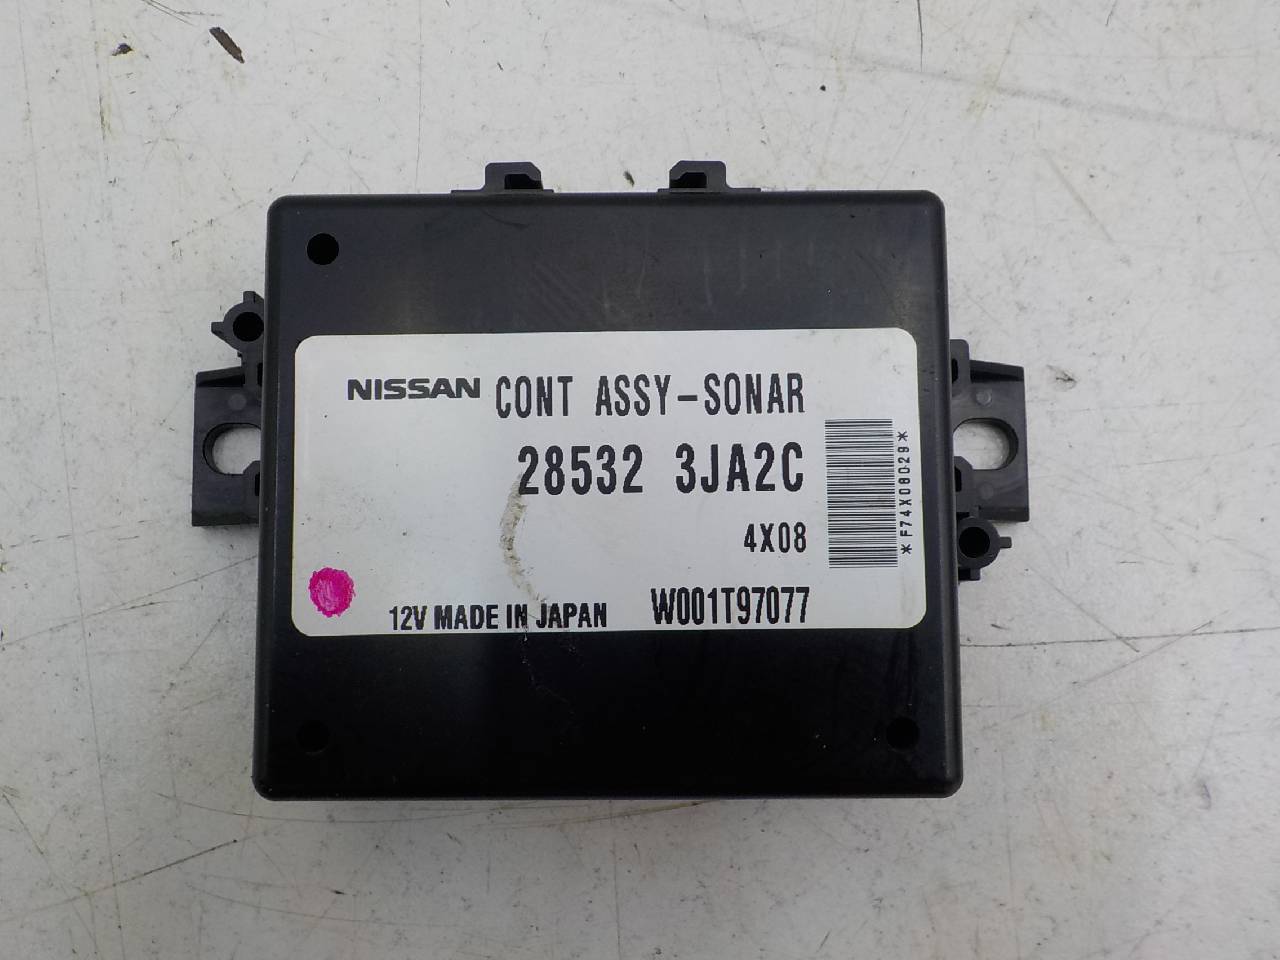 NISSAN CONT ASSY-SONAR
28532 3JA2C
4X08
12V MADE IN JAPAN W001T97077
*F74X08029*